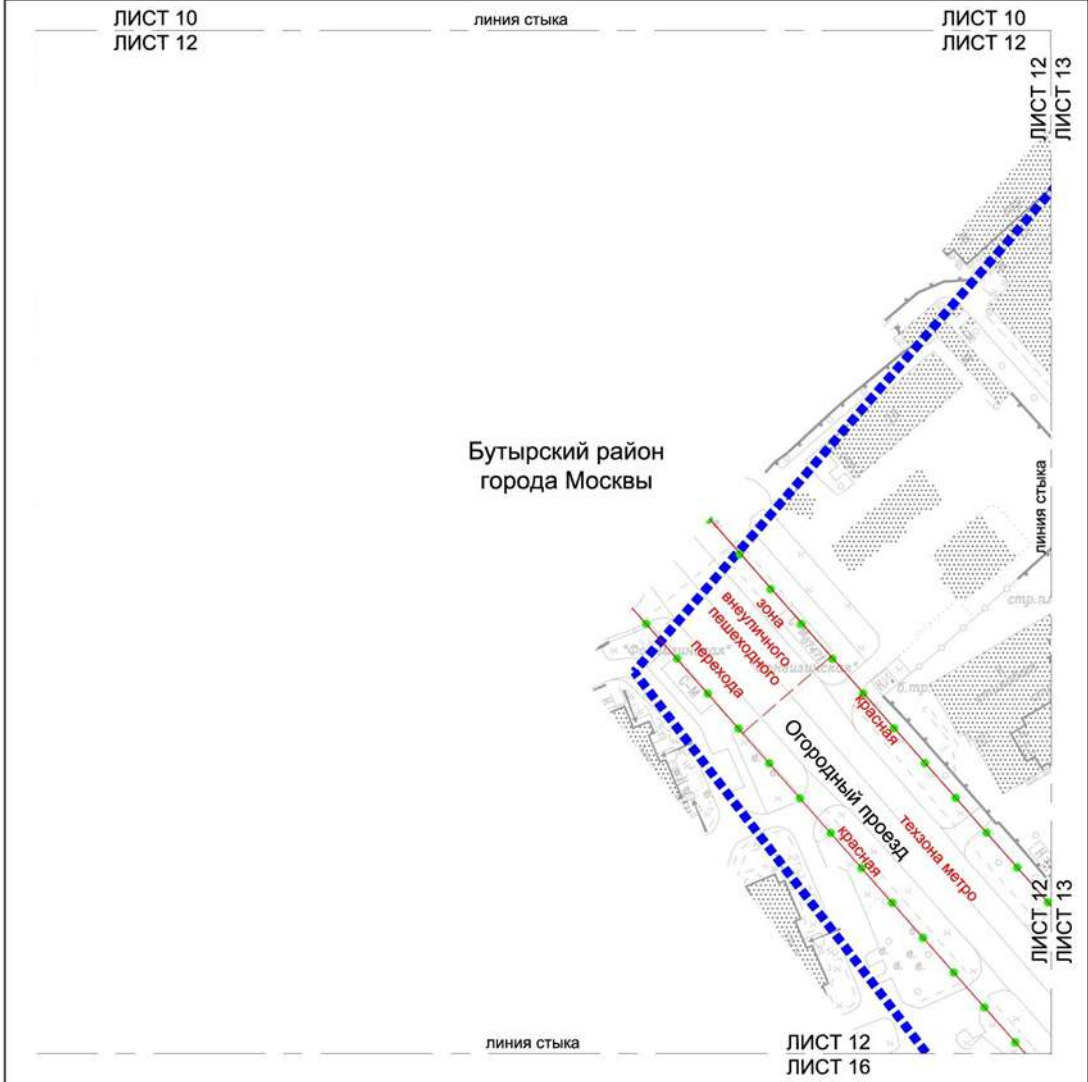 ЛИСТ 10
ЛИСТ 12
линия стыка
ЛИСТ 10
ЛИСТ 12
ЛИСТ 12
ЛИСТ 13
Бутырский район
города Москвы
линия стыка
стр.п.
зона
внеуличного
пешеходного
перехода
С-М
б.тр.
красная
Огородный проезд
красная
техзона метро
ЛИСТ 12
ЛИСТ 13
линия стыка
ЛИСТ 12
ЛИСТ 16